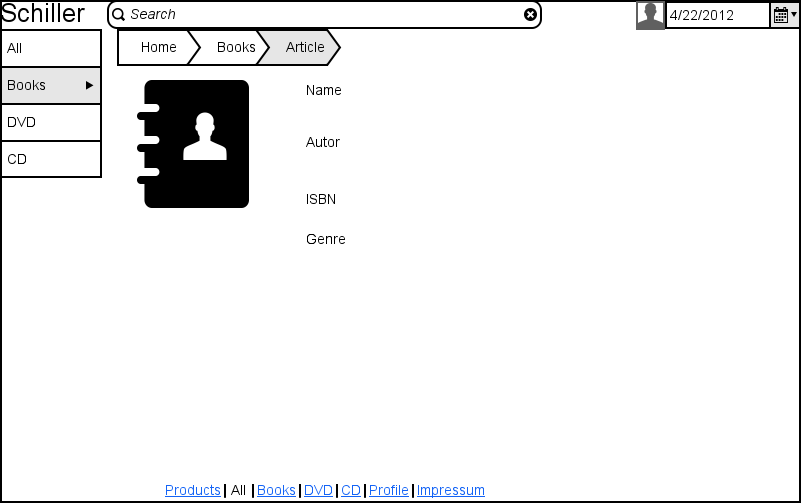 Schiller
Search
4/22/2012
All
Books
DVD
CD
Home Books Article
Name
Autor
ISBN
Genre
Products | All | Books | DVD | CD | Profile | Impressum